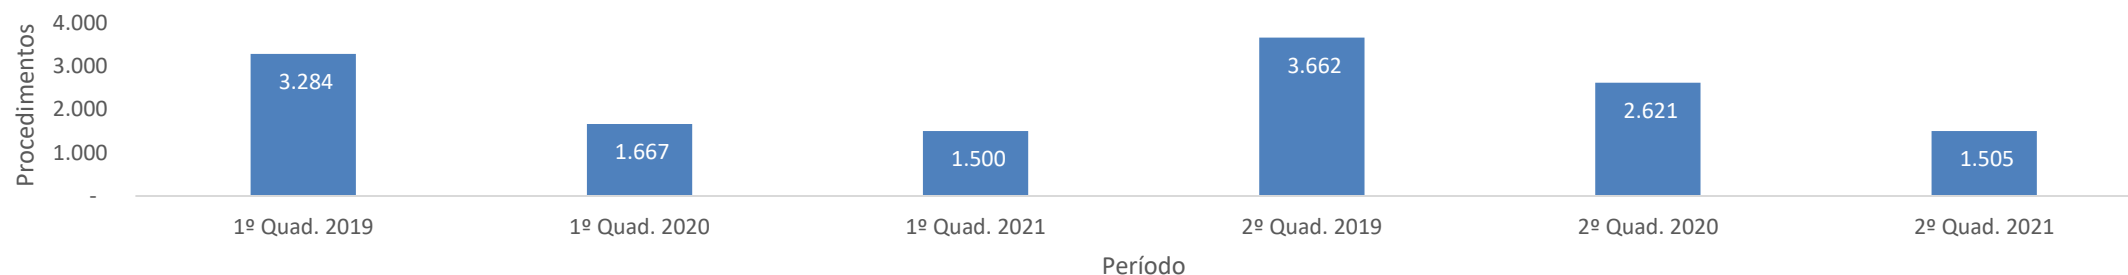 Procedimentos
4.000
3.000
2.000
1.000
-
3.284
1.667
1.500
3.662
2.621
1.505
1º Quad. 2019
1º Quad. 2020
1º Quad. 2021
2º Quad. 2019
2º Quad. 2020
2º Quad. 2021
Período